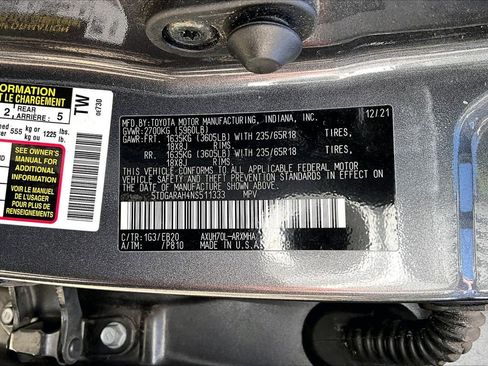 MFD.BY:TOYOTA MOTOR MANUFACTURING, INDIANA, INC. 12/21
GVWR:2700KG (5960LB)
GAWR:FRT. 1635KG (3605LB) WITH 235/65R18 TIRES,
18X8J RIMS
RR. 1635KG (3605LB) WITH 235/65R18 TIRES,
18X8J RIMS
THIS VEHICLE CONFORMS TO ALL APPLICABLE FEDERAL MOTOR
VEHICLE SAFETY, BUMPER, AND THEFT PREVENTION STANDARDS IN
EFFECT ON THE DATE OF MANUFACTURE SHOWN ABOVE.
5TDGARAH4NS511333 MPV
C/TR:1G3/EB20 AXUH70L-ARXMHA
A/TM: /P810 MADE IN U.S.A.
INFORMATION
LE CHARGEMENT
2 REAR
ARRIÈRE: 5
555 kg or 1225 lbs.
SEE OWNER'S
MANUAL FOR
ADDITIONAL
INFORMATION
VOIR LE MANUEL
DE L'USAGER
POUR PLUS DE
RENSEIGNEMENTS
TW
0E730